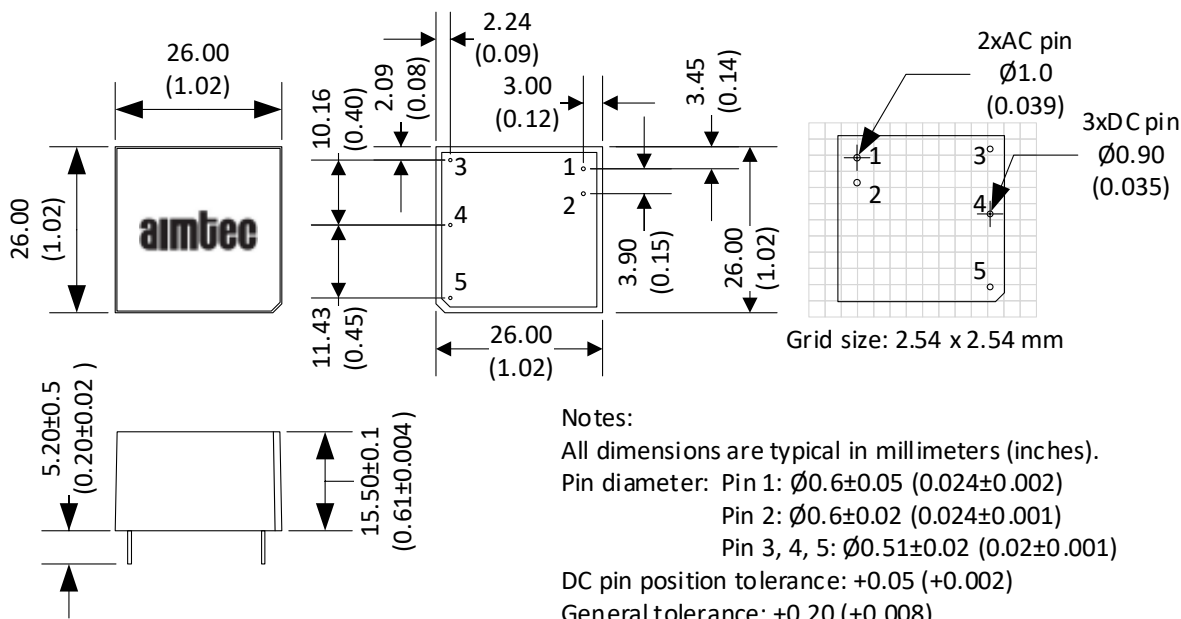 26.00
(1.02)
26.00
(1.02)
aimtec
2.24
(0.09)
2.09
(0.08)
3.00
(0.12)
3.45
(0.14)
10.16
(0.40)
11.43
(0.45)
3
4
5
1
2
3.90
(0.15)
26.00
(1.02)
26.00
(1.02)
2xAC pin
Ø1.0
(0.039)
3xDC pin
Ø0.90
(0.035)
1
2
3
4
5
Grid size: 2.54 x 2.54 mm
5.20±0.5
(0.20±0.02 )
15.50±0.1
(0.61±0.004 )
Notes:
All dimensions are typical in millimeters (inches).
Pin diameter: Pin 1: Ø0.6±0.05 (0.024±0.002)
Pin 2: Ø0.6±0.02 (0.024±0.001)
Pin 3, 4, 5: Ø0.51±0.02 (0.02±0.001)
DC pin position tolerance: +0.05 (+0.002)
General tolerance: +0.20 (+0.008)